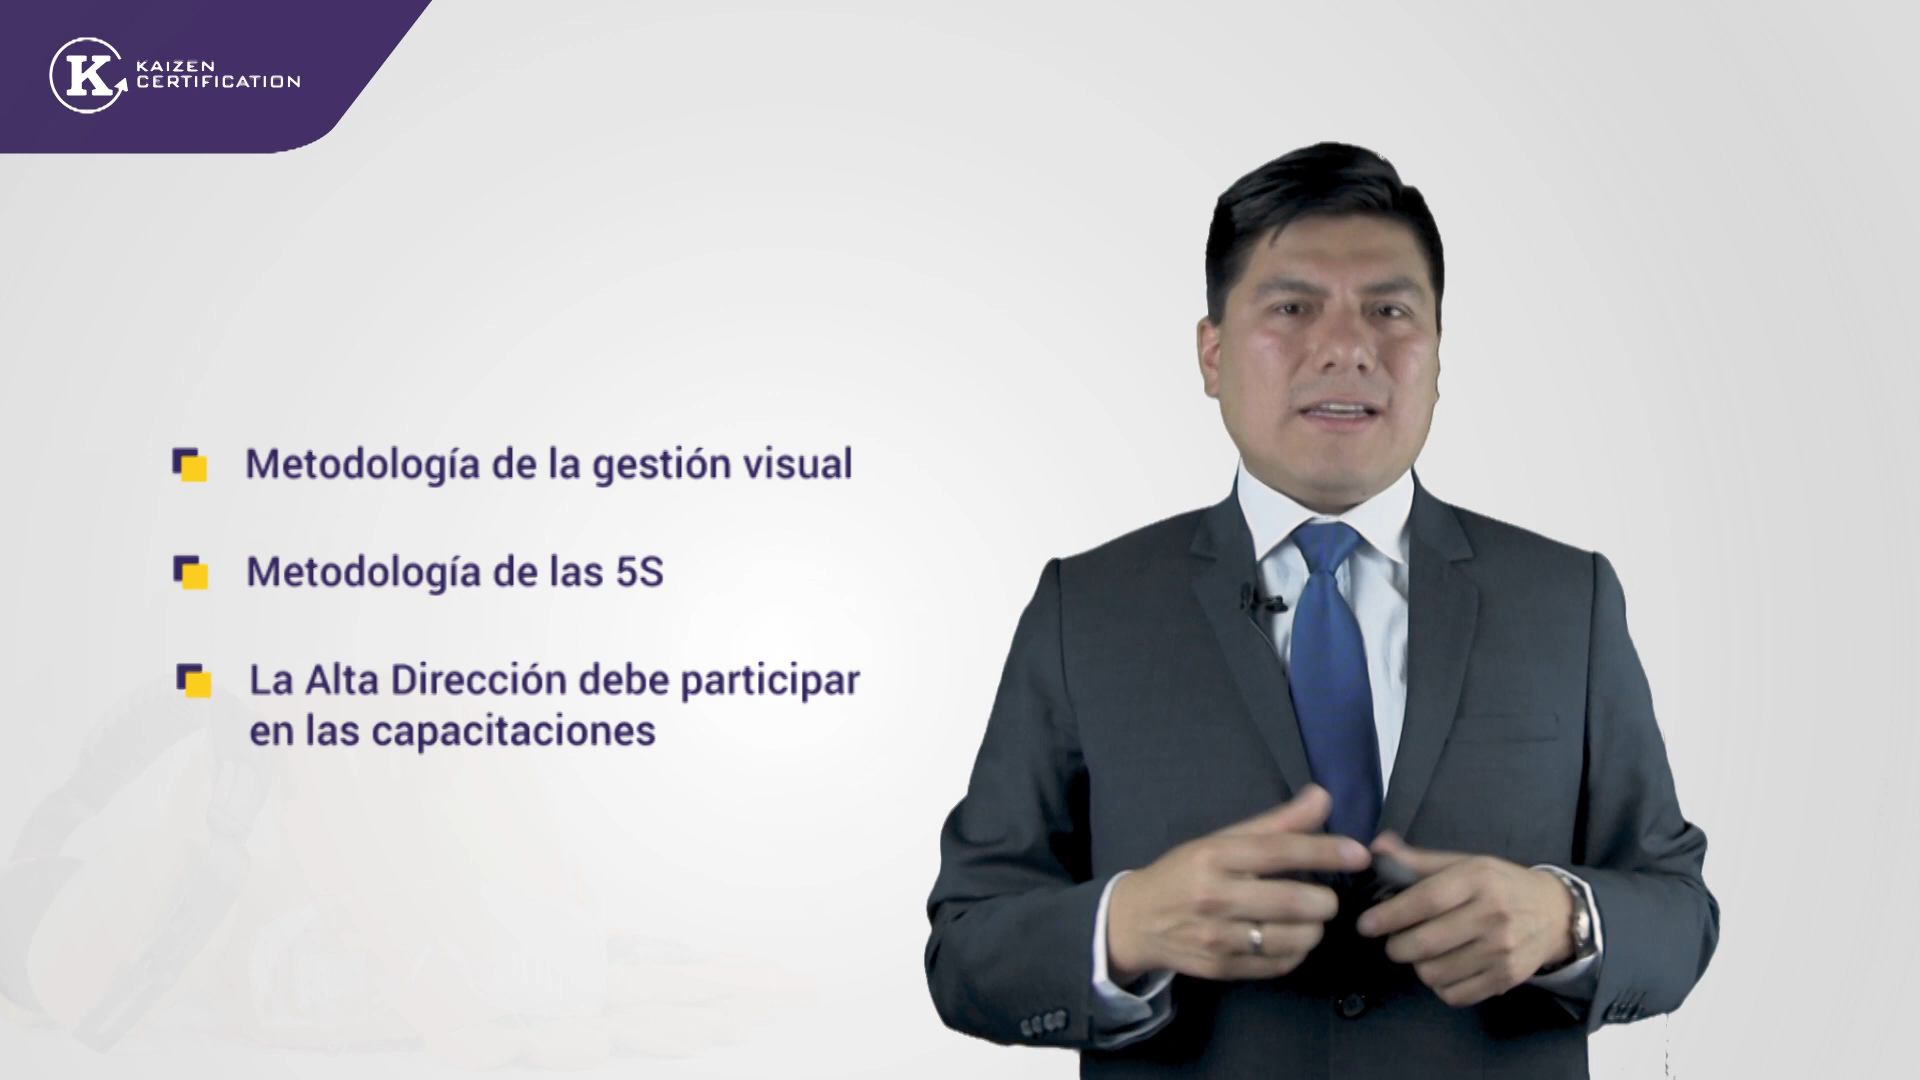 K
KAIZEN
CERTIFICATION
Metodología de la gestión visual
Metodología de las 5S
La Alta Dirección debe participar
en las capacitaciones